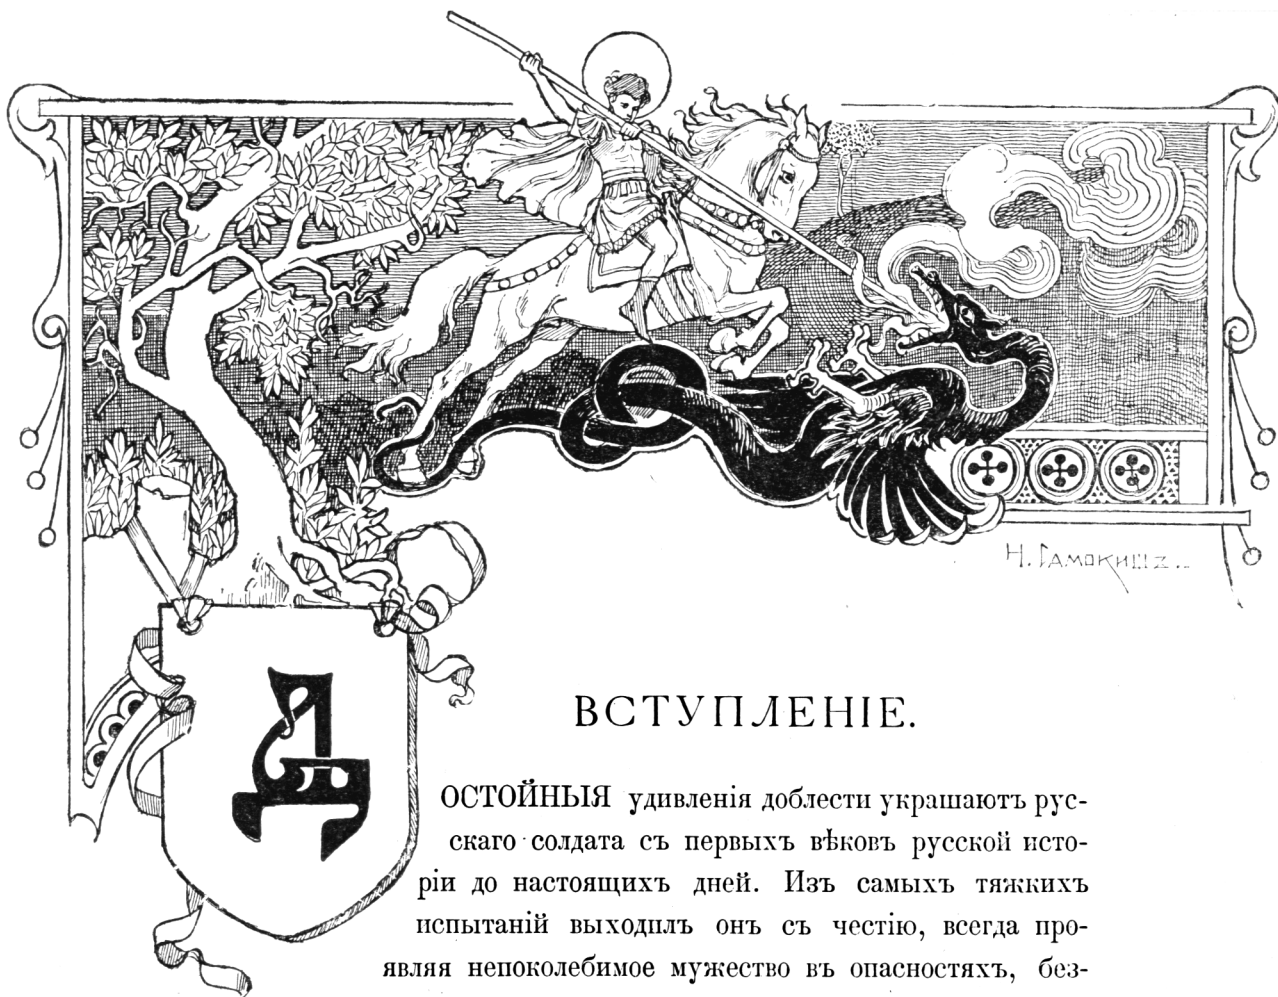 Н. Самокишъ..
ВСТУПЛЕНІЕ.
ДОСТОЙНЫЯ удивленія доблести украшаютъ рус-
скаго солдата съ первыхъ вѣковъ русской исто-
ріи до настоящихъ дней. Изъ самыхъ тяжкихъ
испытаній выходилъ онъ съ честію, всегда про-
являя непоколебимое мужество въ опасностяхъ, без-